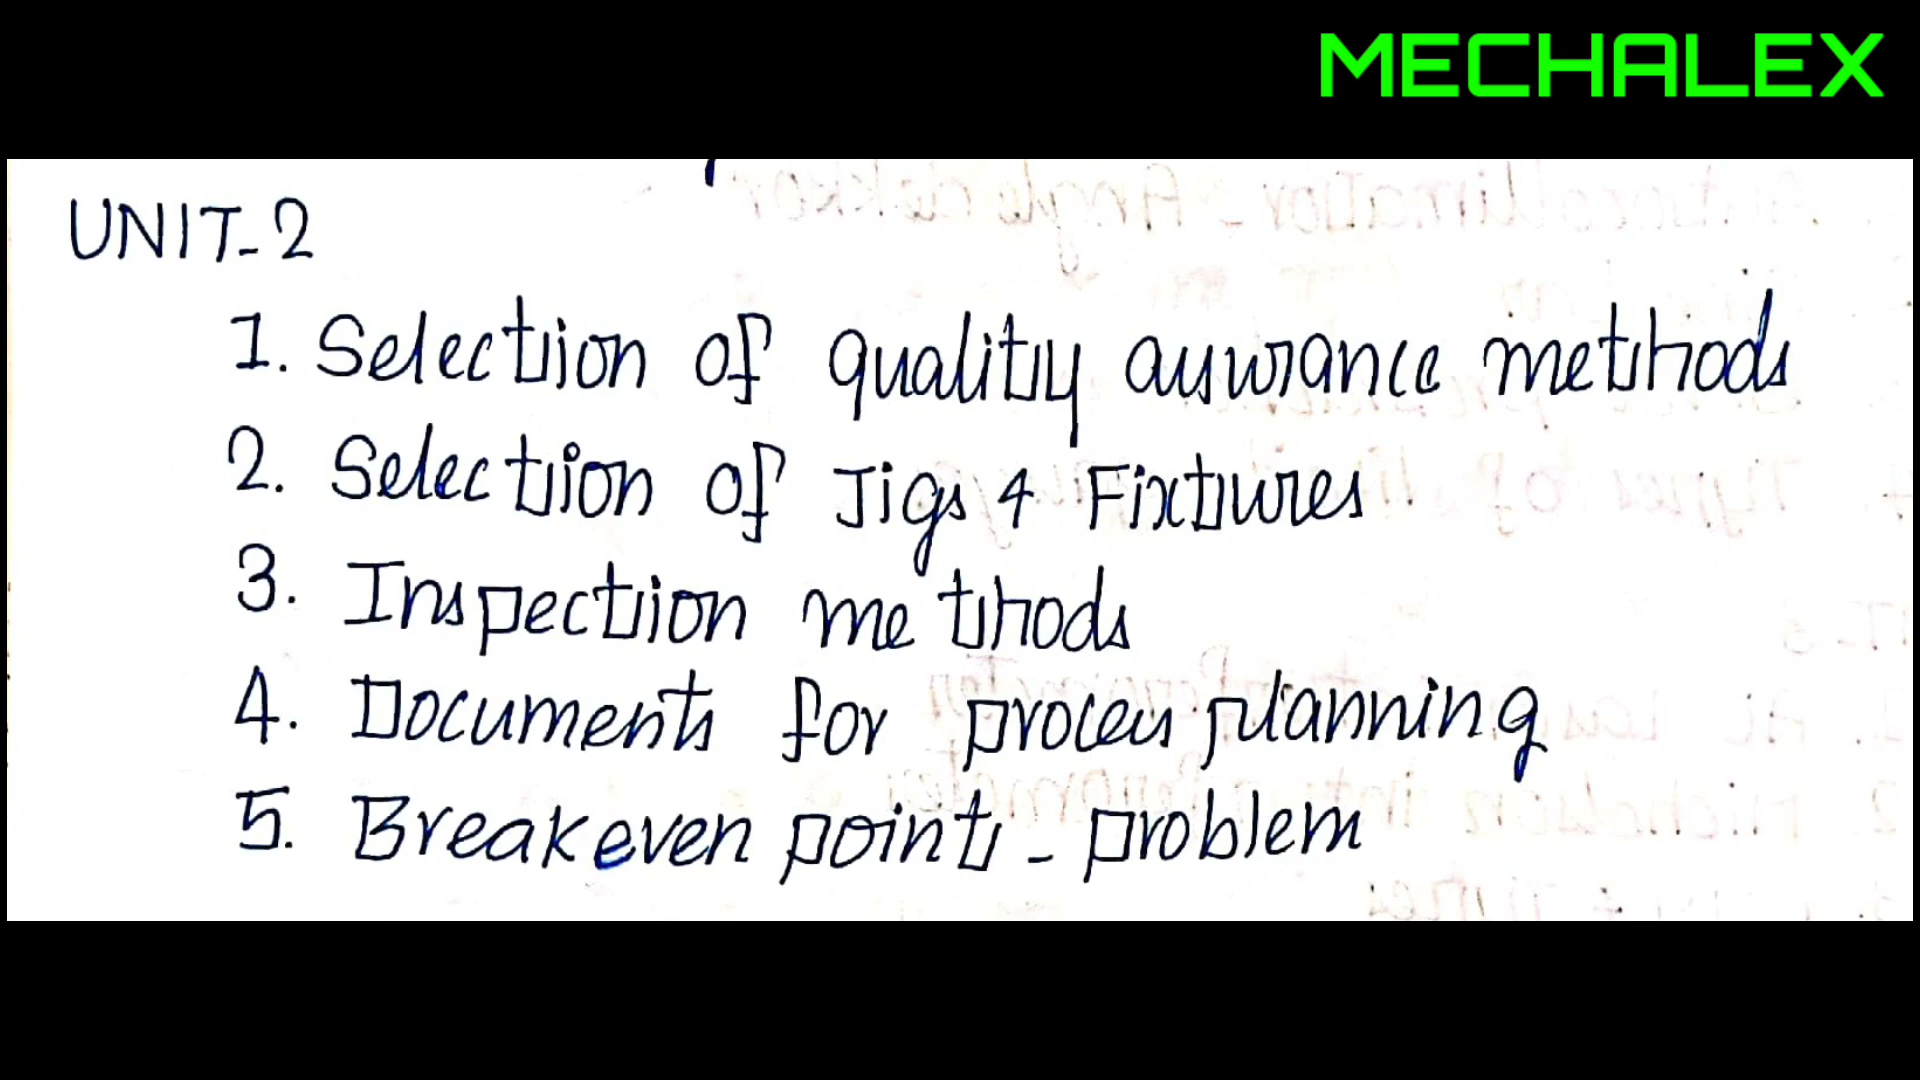 MECHALEX
UNIT-2
1. Selection of quality assurance methods
2. Selection of Jigs & Fixtures
3. Inspection methods
4. Documents for process planning
5. Breakeven point - problem